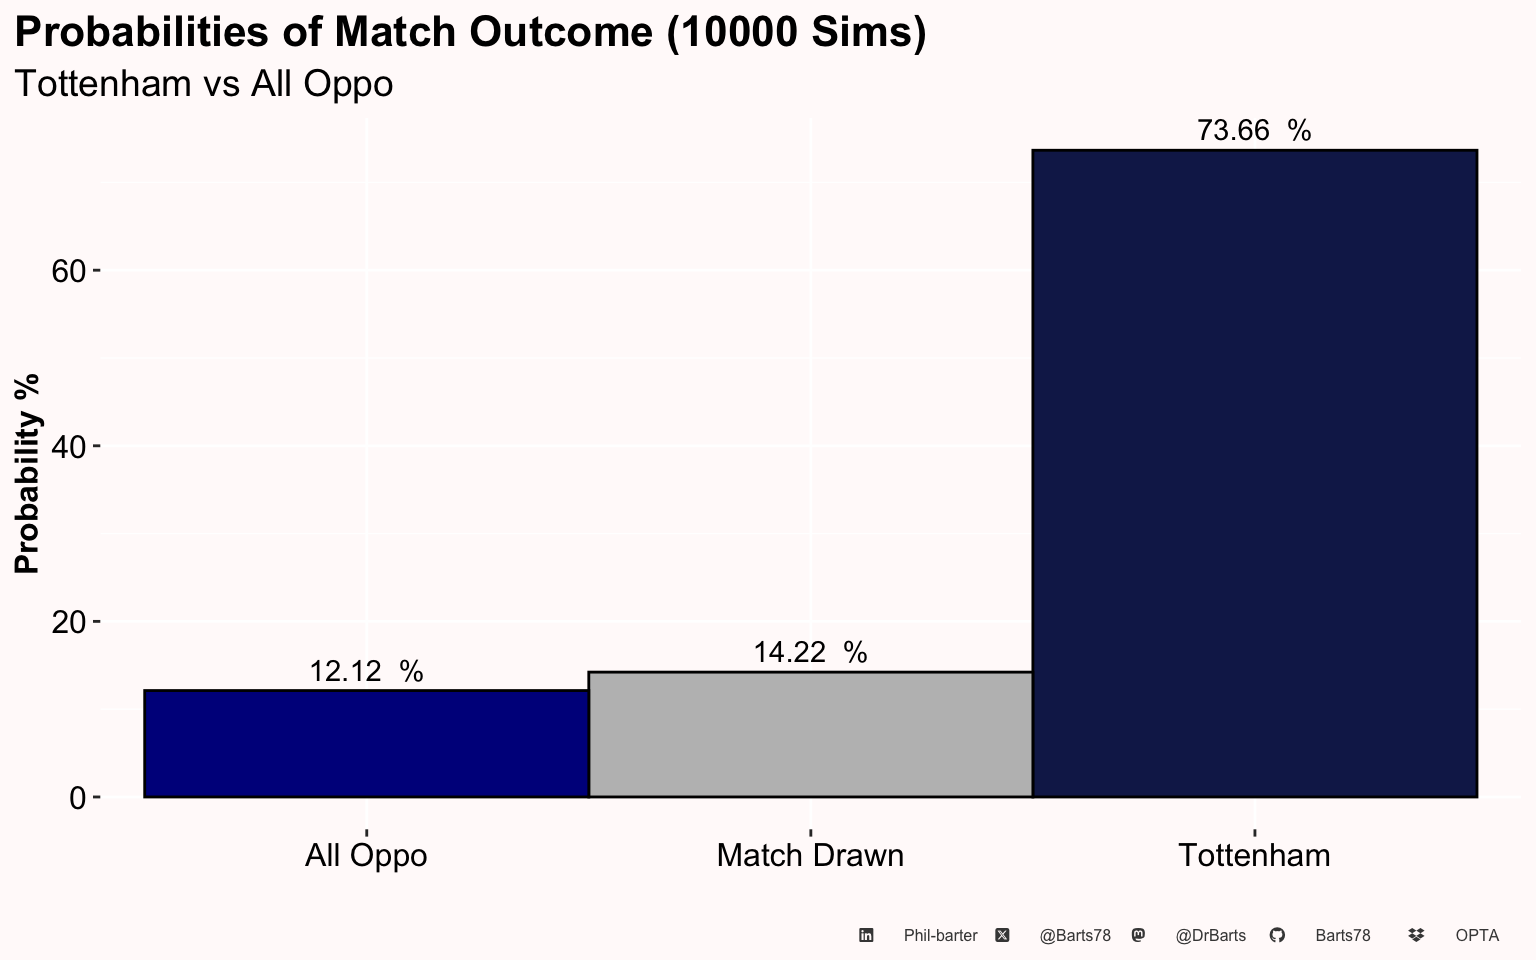 Probabilities of Match Outcome (10000 Sims)
Tottenham vs All Oppo
Probability %
60
40
20
0
12.12 %
14.22 %
73.66 %
All Oppo
Match Drawn
Tottenham
Phil-barter @Barts78 @DrBarts Barts78 OPTA